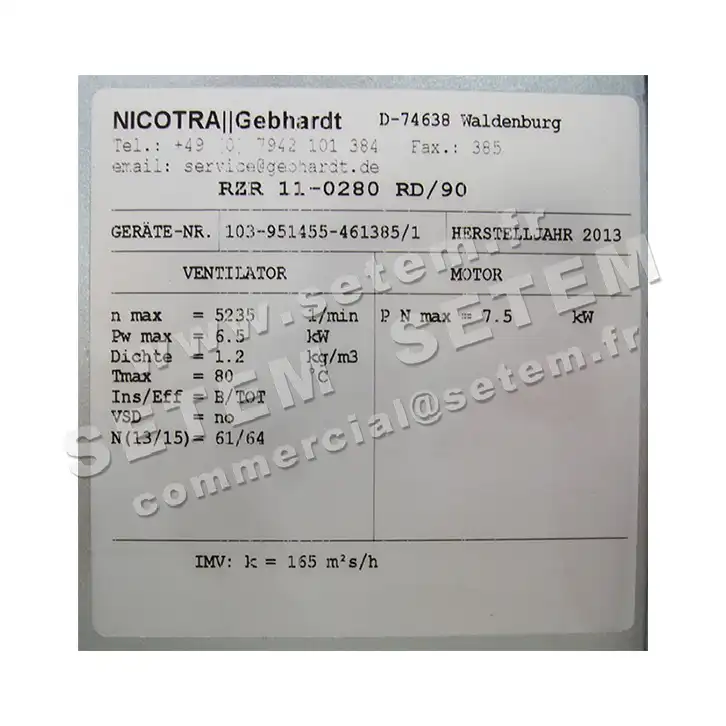 NICOTRA||Gebhardt D-74638 Waldenburg
Tel.: +49 (0) 7942 101 384 Fax.: 385
email: service@gebhardt.de
RZR 11-0280 RD/90
GERÄTE-NR. 103-951455-461385/1 HERSTELLJAHR 2013
VENTILATOR MOTOR
n max = 5235 1/min P N max = 7.5 kW
Pw max = 6.5 kW
Dichte = 1.2 kg/m3
Tmax = 80 °C
Ins/Eff = B/TOT
VSD = no
N(13/15)= 61/64
IMV: k = 165 m²s/h
www.setem.fr
SETEM SETEM
commercial@setem.fr